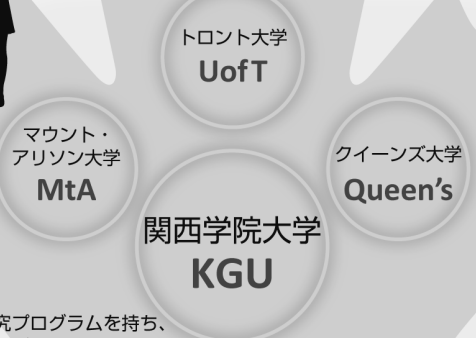 トロント大学
UofT
マウント・
アリソン大学
MtA
クイーンズ大学
Queen's
関西学院大学
KGU
究プログラムを持ち、